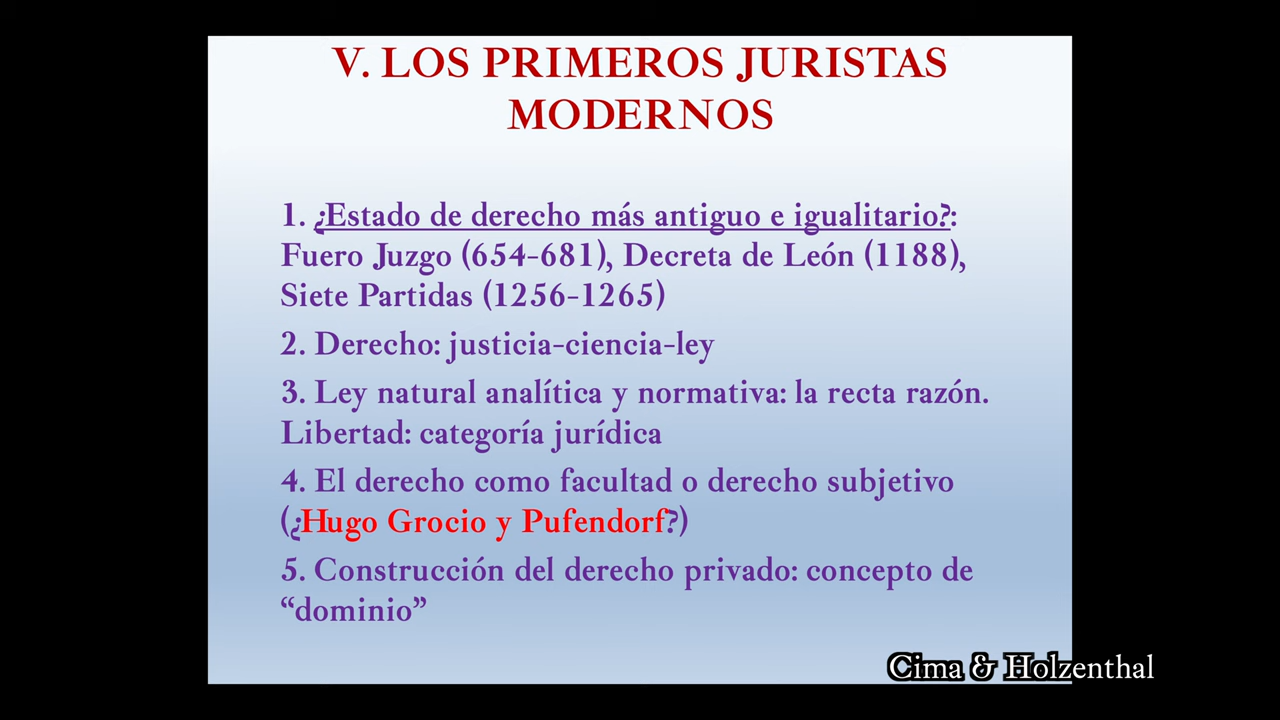 V. LOS PRIMEROS JURISTAS
MODERNOS
1. ¿Estado de derecho más antiguo e igualitario?:
Fuero Juzgo (654-681), Decreta de León (1188),
Siete Partidas (1256-1265)
2. Derecho: justicia-ciencia-ley
3. Ley natural analítica y normativa: la recta razón.
Libertad: categoría jurídica
4. El derecho como facultad o derecho subjetivo
(¿Hugo Grocio y Pufendorf?)
5. Construcción del derecho privado: concepto de
“dominio”
Cima & Holzenthal